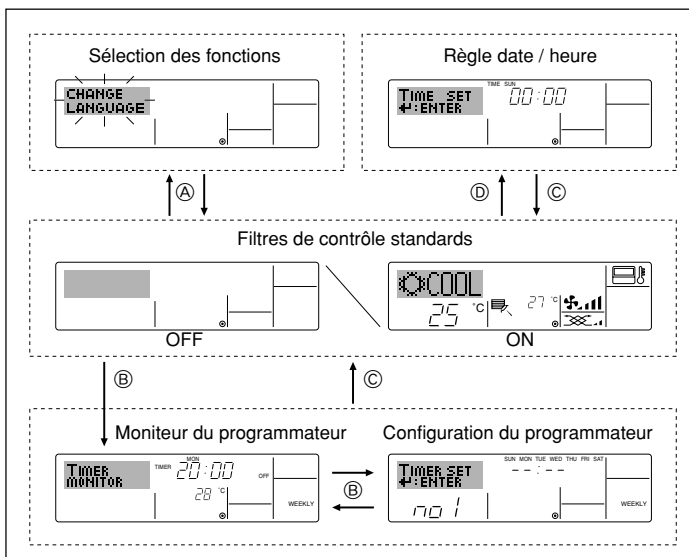 Sélection des fonctions
CHANGE
LANGUAGE
Règle date / heure
TIME SUN
TIME SET 00:00
↵:ENTER
Ⓐ
Ⓓ Ⓒ
Filtres de contrôle standards
OFF
COOL
25 °C 27 °C
ON
Ⓑ Ⓒ
Moniteur du programmateur
MON
TIMER
MONITOR
TIMER 20:00 OFF
28 °C
WEEKLY
Ⓑ
Configuration du programmateur
SUN MON TUE WED THU FRI SAT
TIMER SET --:--
↵:ENTER
no 1 WEEKLY